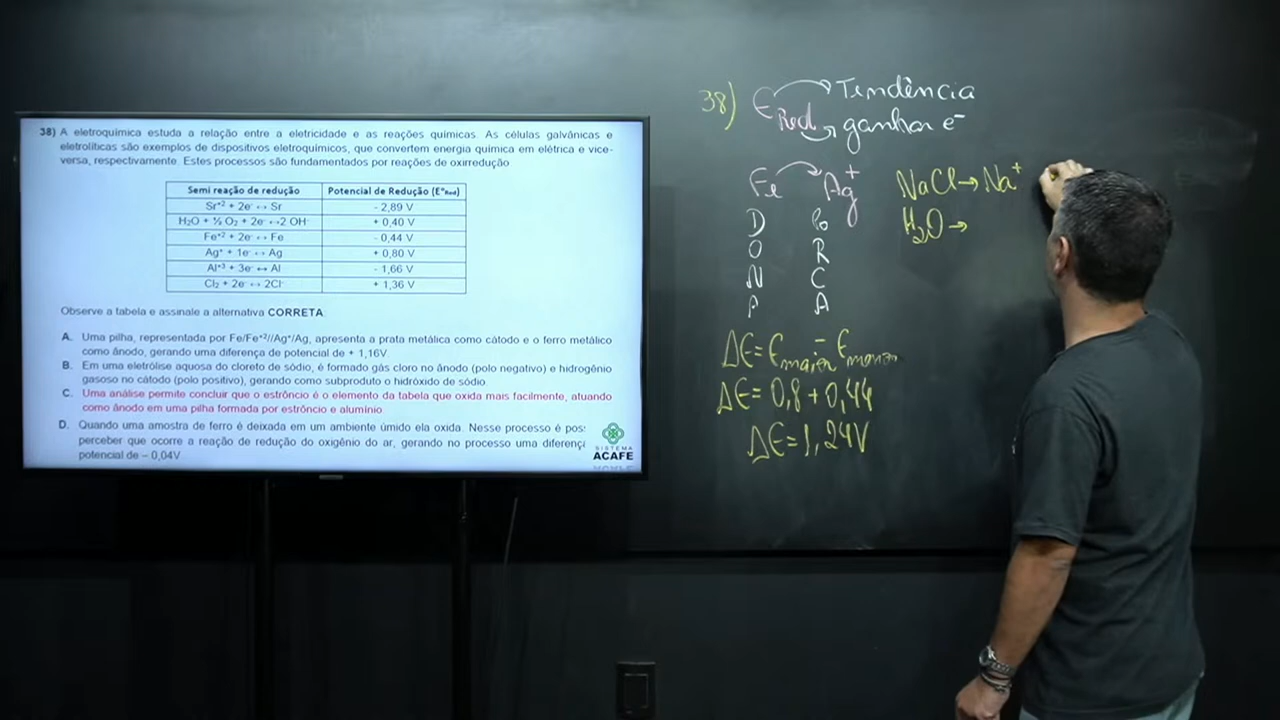 38) A eletroquímica estuda a relação entre a eletricidade e as reações químicas. As células galvânicas e
eletrolíticas são exemplos de dispositivos eletroquímicos, que convertem energia química em elétrica e vice-
versa, respectivamente. Estes processos são fundamentados por reações de oxirredução
Semi reação de redução Potencial de Redução (E°Red)
Sr⁺² + 2e⁻ ↔ Sr - 2,89 V
H₂O + ½ O₂ + 2e⁻ ↔ 2 OH⁻ + 0,40 V
Fe⁺² + 2e⁻ ↔ Fe - 0,44 V
Ag⁺ + 1e⁻ ↔ Ag + 0,80 V
Al⁺³ + 3e⁻ ↔ Al - 1,66 V
Cl₂ + 2e⁻ ↔ 2Cl⁻ + 1,36 V
Observe a tabela e assinale a alternativa CORRETA
A. Uma pilha, representada por Fe/Fe⁺²//Ag⁺/Ag, apresenta a prata metálica como cátodo e o ferro metálico
como ânodo, gerando uma diferença de potencial de + 1,16V.
B. Em uma eletrólise aquosa do cloreto de sódio, é formado gás cloro no ânodo (polo negativo) e hidrogênio
gasoso no cátodo (polo positivo), gerando como subproduto o hidróxido de sódio
C. Uma análise permite concluir que o estrôncio é o elemento da tabela que oxida mais facilmente, atuando
como ânodo em uma pilha formada por estrôncio e alumínio
D. Quando uma amostra de ferro é deixada em um ambiente úmido ela oxida. Nesse processo é pos
perceber que ocorre a reação de redução do oxigênio do ar, gerando no processo uma diferenç
potencial de – 0,04V
SISTEMA
ACAFE
38) ERed → Tendência
→ ganhar e⁻
Fe → Ag⁺
D P
O R
N C
A A
ΔE = Emaior - Emenor
ΔE = 0,8 + 0,44
ΔE = 1,24V
NaCl → Na⁺
H₂O →